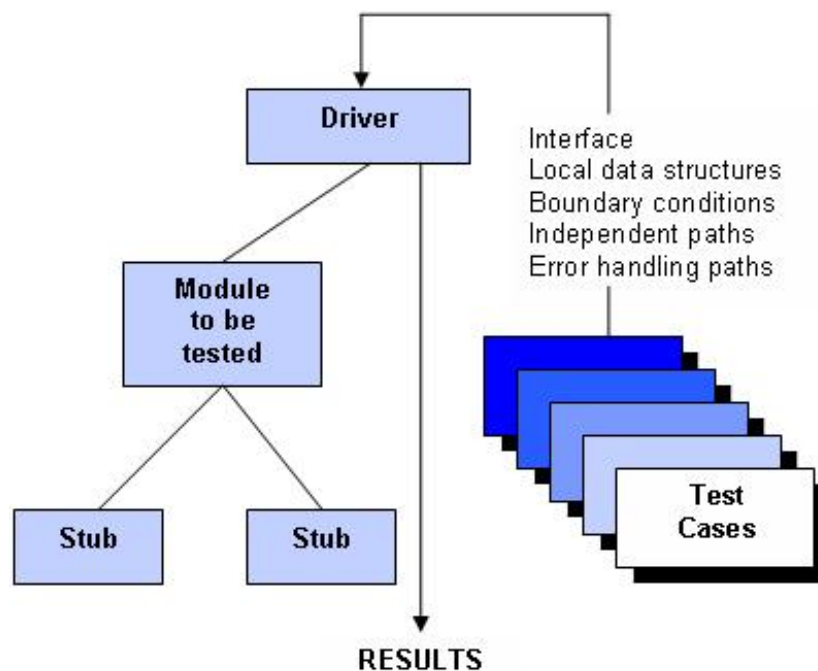 Driver
Interface
Local data structures
Boundary conditions
Independent paths
Error handling paths
Module
to be
tested
Stub
Stub
Test
Cases
RESULTS